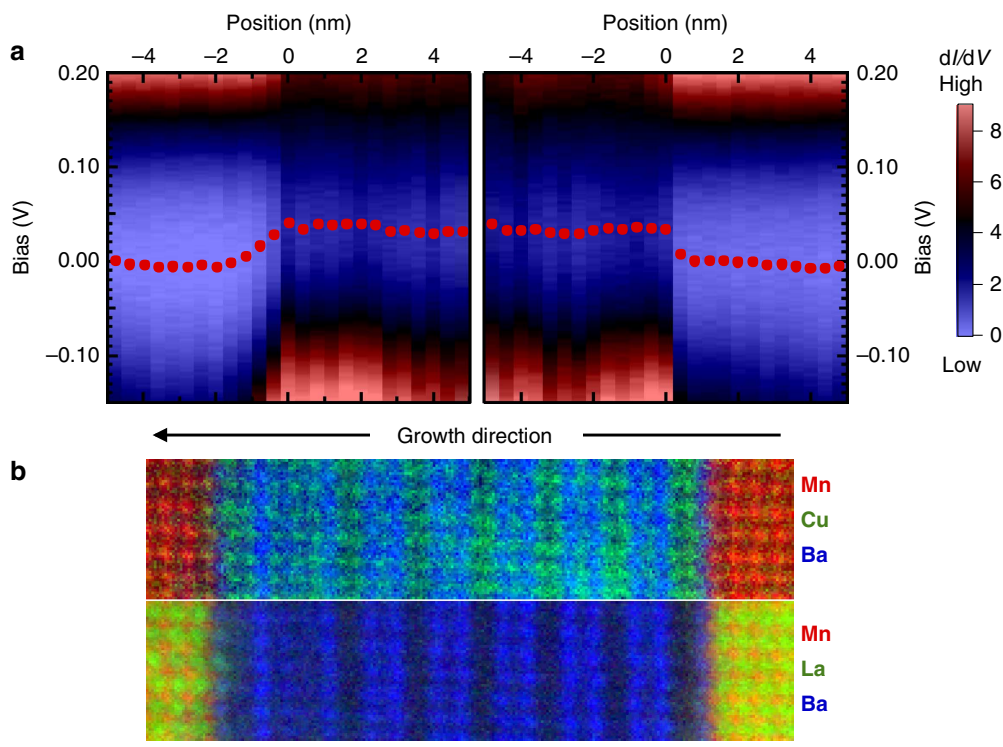 Position (nm)
Position (nm)
a
−4 −2 0 2 4
−4 −2 0 2 4
dI/dV
High
0.20
0.10
0.00
−0.10
Bias (V)
0.20
0.10
0.00
−0.10
Bias (V)
8
6
4
2
0
Low
Growth direction
b
Mn
Cu
Ba
Mn
La
Ba